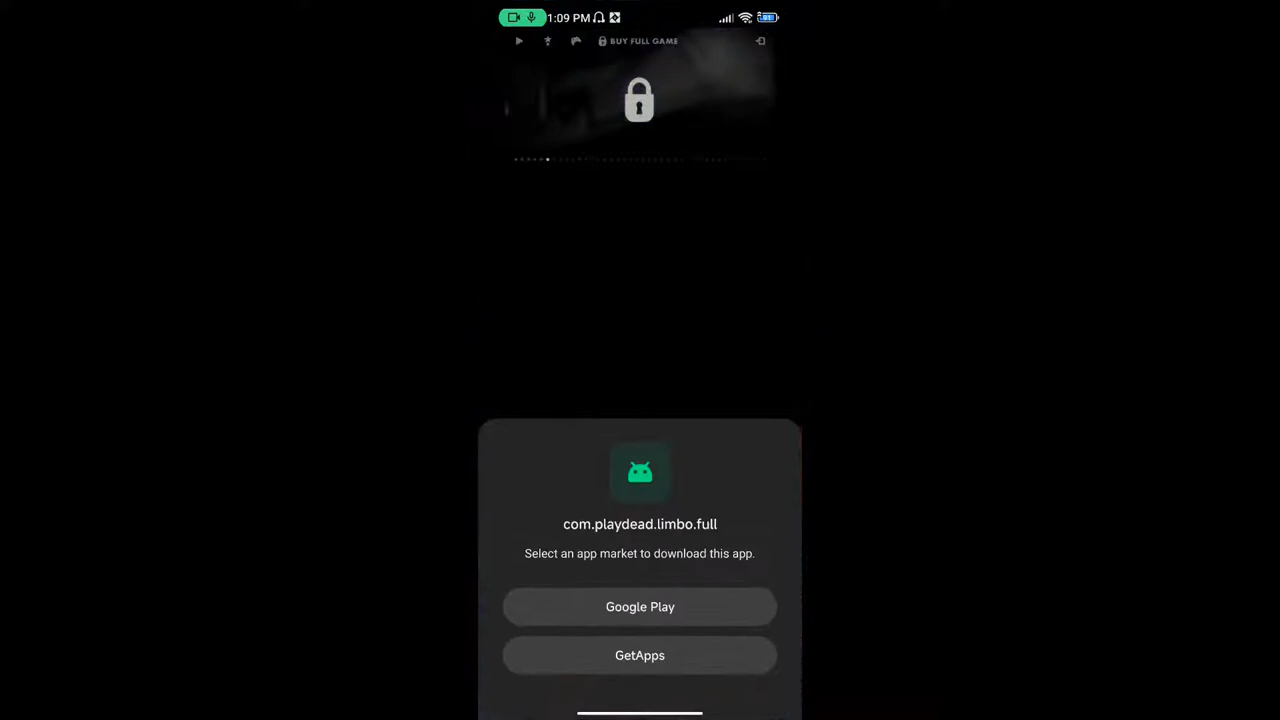 1:09 PM
BUY FULL GAME
com.playdead.limbo.full
Select an app market to download this app.
Google Play
GetApps